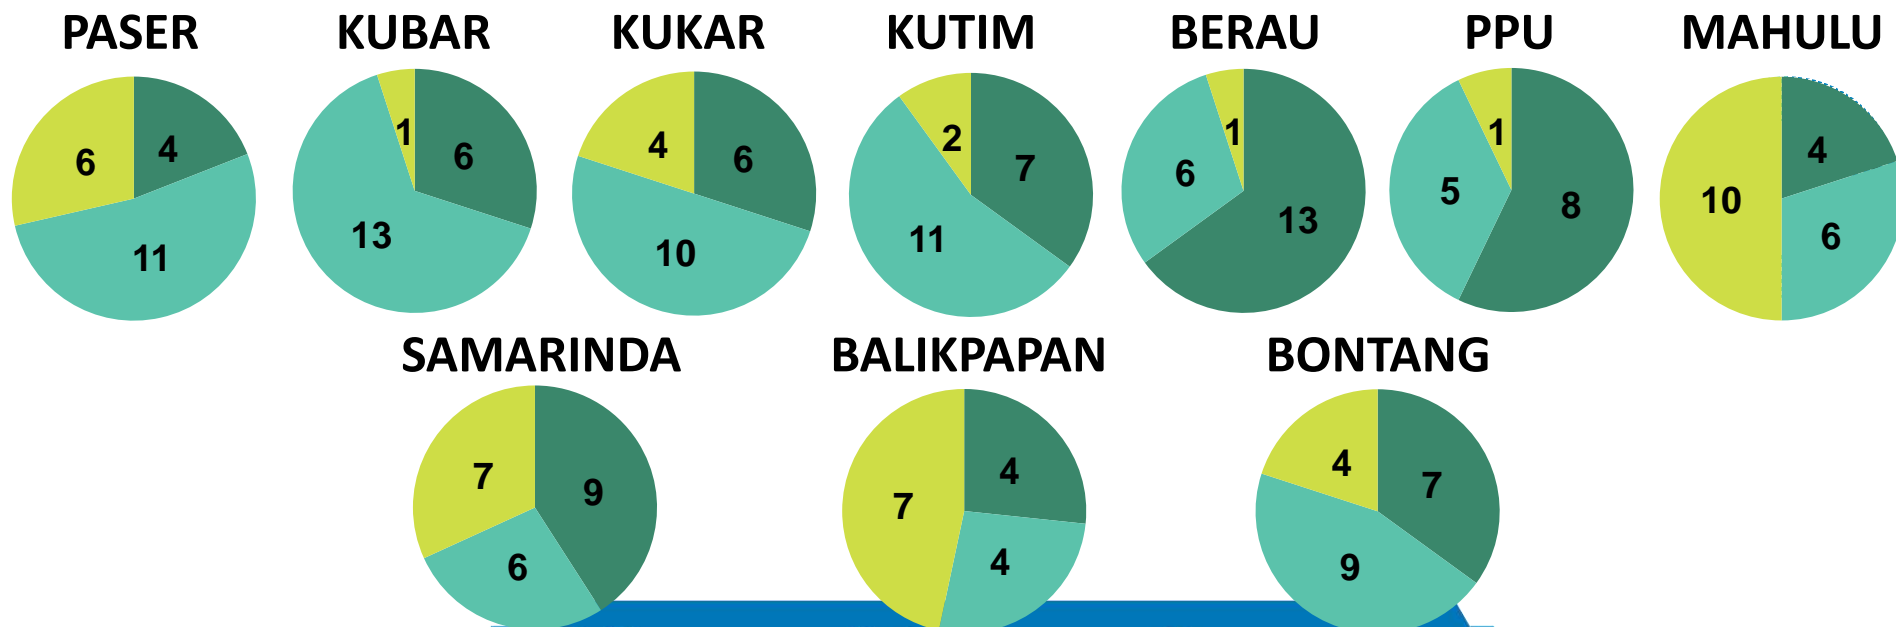 PASER KUBAR KUKAR KUTIM BERAU PPU MAHULU
6 4 11
1 6 13
4 6 10
2 7 11
1 6 13
1 5 8
4 10 6
SAMARINDA BALIKPAPAN BONTANG
7 9 6
4 7 4
4 7 9